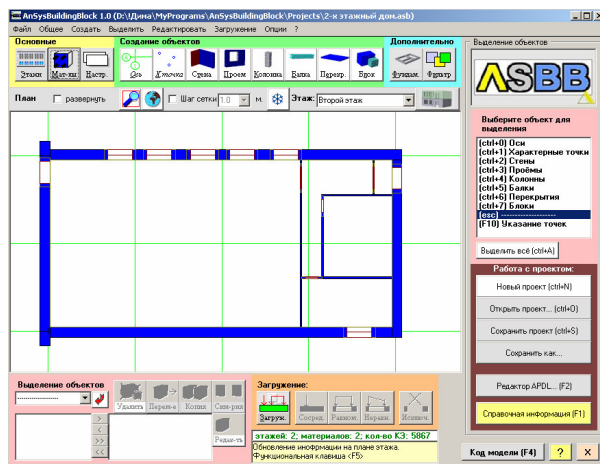 AnSysBuildingBlock 1.0 (D:\!Дина\MyPrograms\AnSysBuildingBlock\Projects\2-х этажный дом.asb)
Файл Общее Создать Выделить Редактировать Загружение Опции ?
Основные Создание объектов Дополнительно
Этажи Мат-лы Настр. Ось Х.точка Стена Проем Колонна Балка Перекр. Блок Фундам. Фильтр
План развернуть Шаг сетки 1.0 м. Этаж: Второй этаж
Выделение объектов
ASBB
Выберите объект для
выделения
(ctrl+0) Оси
(ctrl+1) Характерные точки
(ctrl+2) Стены
(ctrl+3) Проёмы
(ctrl+4) Колонны
(ctrl+5) Балки
(ctrl+6) Перекрытия
(ctrl+7) Блоки
(esc) --------------------
(F10) Указание точек
Выделить всё (ctrl+A)
Работа с проектом:
Новый проект (ctrl+N)
Открыть проект... (ctrl+O)
Сохранить проект (ctrl+S)
Сохранить как...
Редактор APDL... (F2)
Справочная информация (F1)
Код модели (F4) ? X
Выделение объектов
--------------------
>
<
>>
<<
Удалить Перем-е Копия Сим-рия
Редак-ть
Загружение:
Загруж. Сосред. Равном. Неравн. Исключ.
этажей: 2; материалов: 2; кол-во КЭ: 5867
Обновление информации на плане этажа.
Функциональная клавиша <F5>